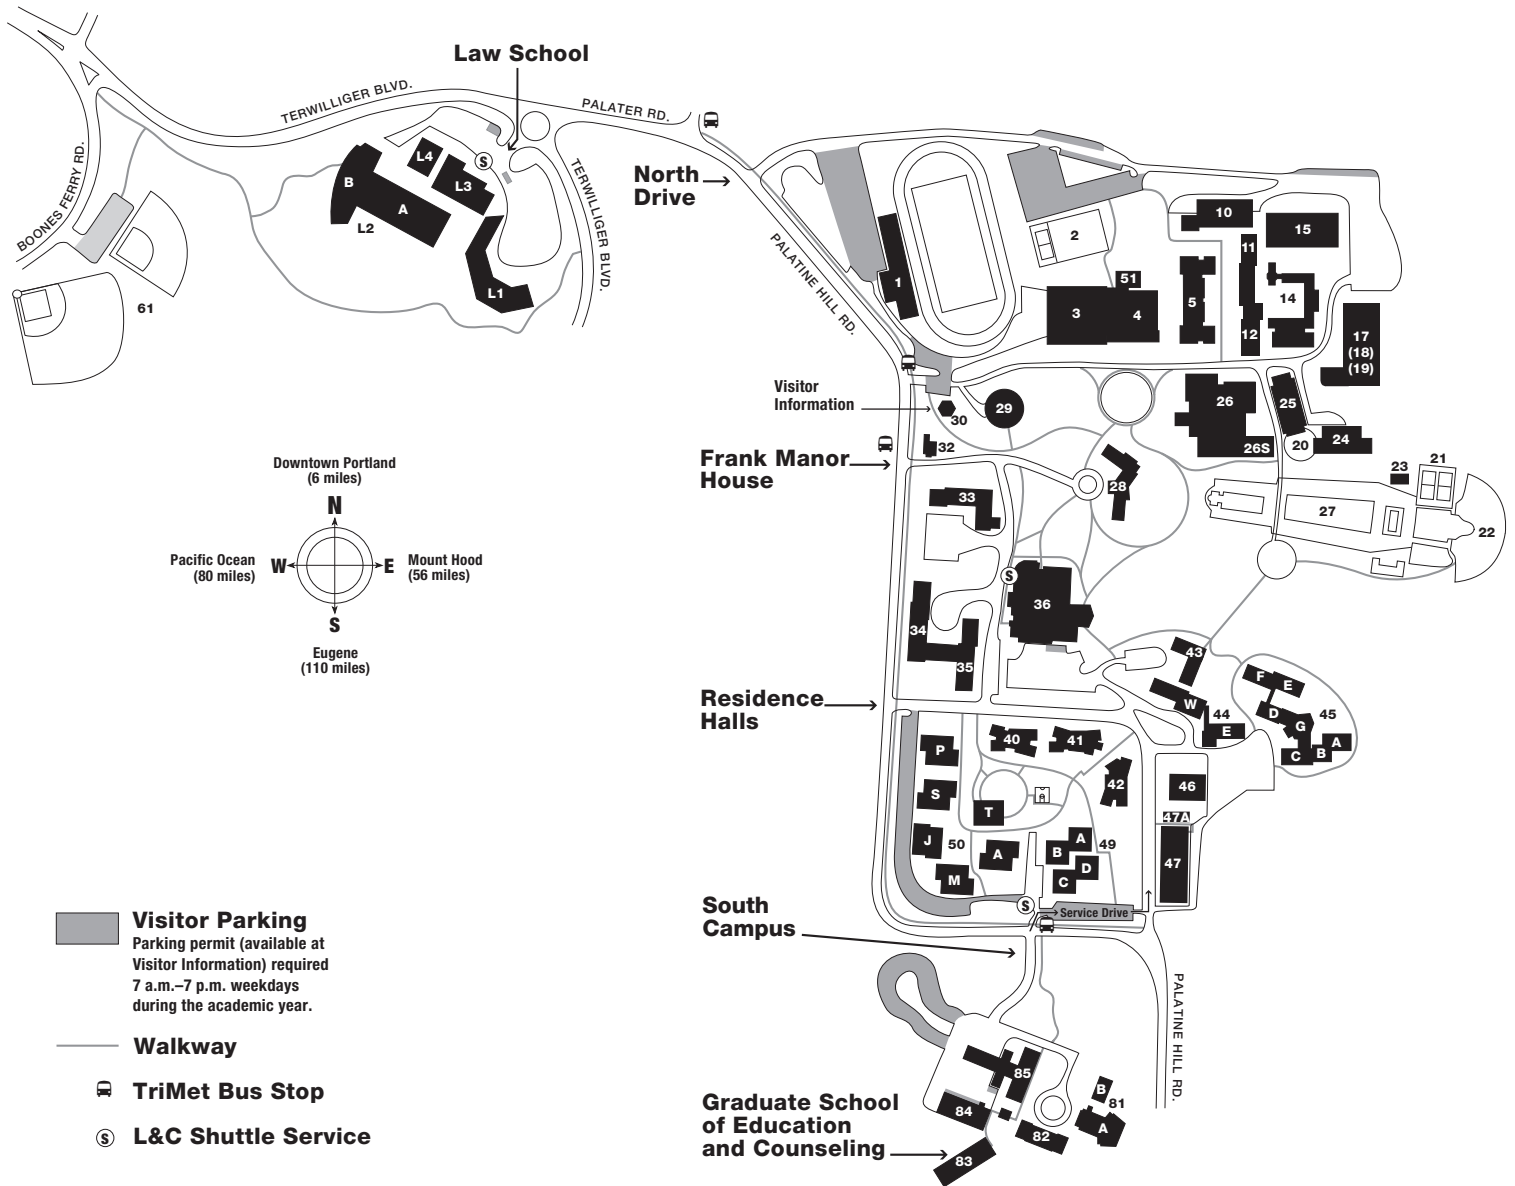 Law School
TERWILLIGER BLVD.
PALATER RD.
BOONES FERRY RD.
TERWILLIGER BLVD.
L4
S
L3
B
A
L2
L1
61
North
Drive
PALATINE HILL RD.
10
15
2
11
1
51
5
14
3
4
12
17
(18)
(19)
Visitor
Information
30
29
26
25
32
26S
20
24
Frank Manor
House
23
21
28
33
27
22
Downtown Portland
(6 miles)
N
Pacific Ocean
(80 miles)
W
E
Mount Hood
(56 miles)
S
Eugene
(110 miles)
S
36
34
35
43
F
E
W
44
E
D
G
45
A
B
C
Residence
Halls
P
40
41
42
46
S
T
47A
J
50
A
A
49
B
D
C
M
47
South
Campus
S
Service Drive
PALATINE HILL RD.
Visitor Parking
Parking permit (available at
Visitor Information) required
7 a.m.–7 p.m. weekdays
during the academic year.
Walkway
TriMet Bus Stop
S
L&C Shuttle Service
85
B
81
84
A
82
83
Graduate School
of Education
and Counseling